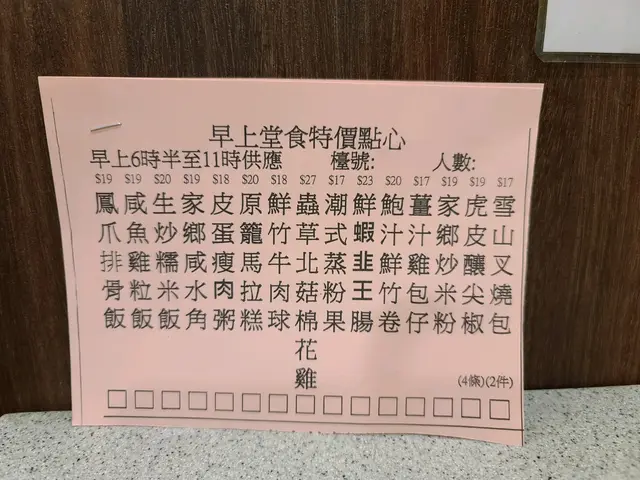 早上堂食特價點心
早上6時半至11時供應 檯號: 人數:
$17 雪山叉燒包 (2件)
$19 虎皮釀尖椒 (4條)
$19 家鄉炒米粉
$17 薑汁雞包仔
$20 鮑汁鮮竹卷
$23 鮮蝦韭王腸
$17 潮式蒸粉果
$27 蟲草北菇棉花雞
$18 鮮竹牛肉球
$20 原籠馬拉糕
$18 皮蛋瘦肉粥
$19 家鄉咸水角
$20 生炒糯米飯
$19 咸魚雞粒飯
$19 鳳爪排骨飯